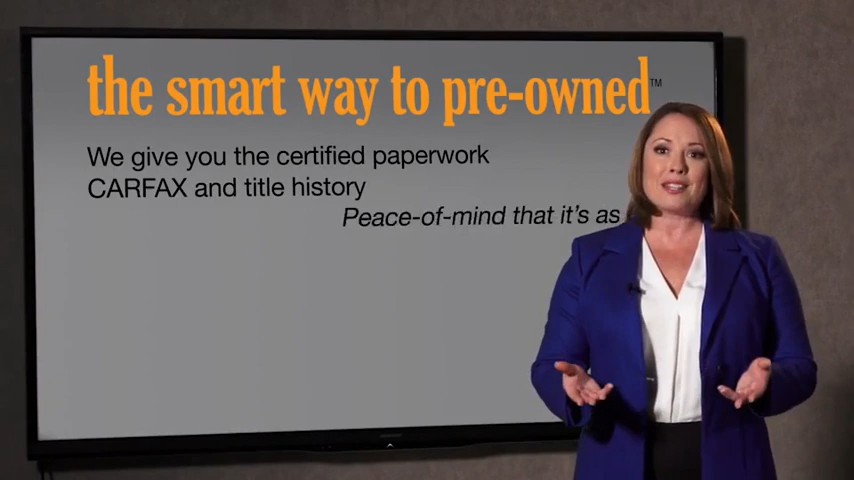 the smart way to pre-owned™
We give you the certified paperwork
CARFAX and title history
Peace-of-mind that it's as